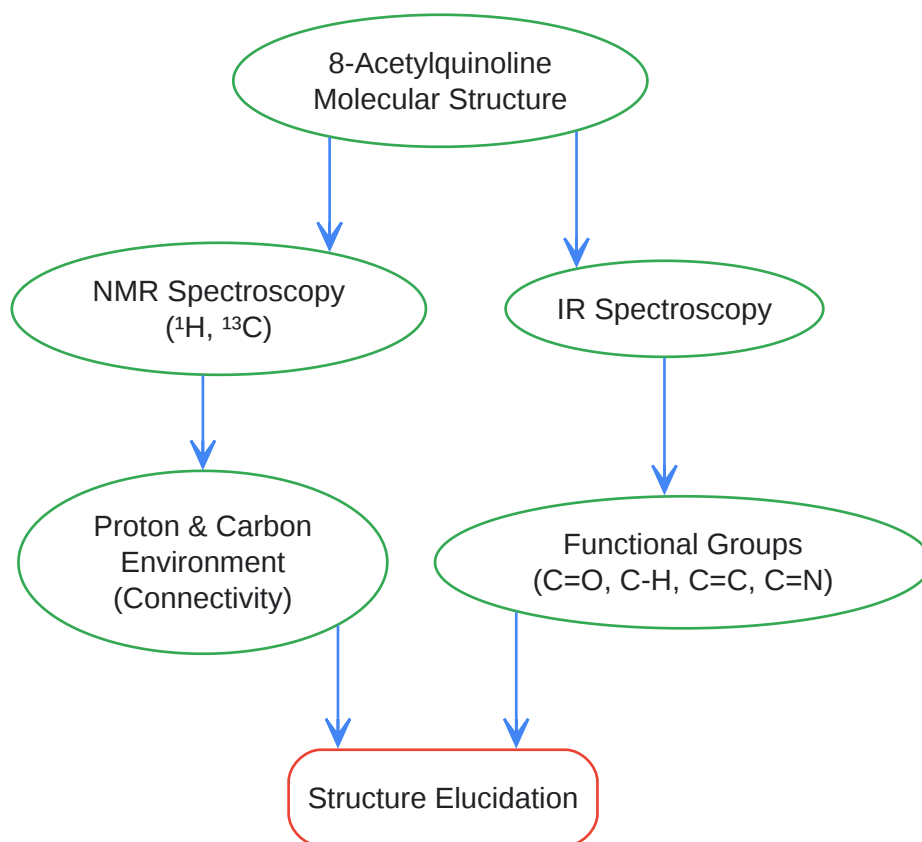 8-Acetylquinoline
Molecular Structure
NMR Spectroscopy
(¹H, ¹³C)
IR Spectroscopy
Proton & Carbon
Environment
(Connectivity)
Functional Groups
(C=O, C-H, C=C, C=N)
Structure Elucidation